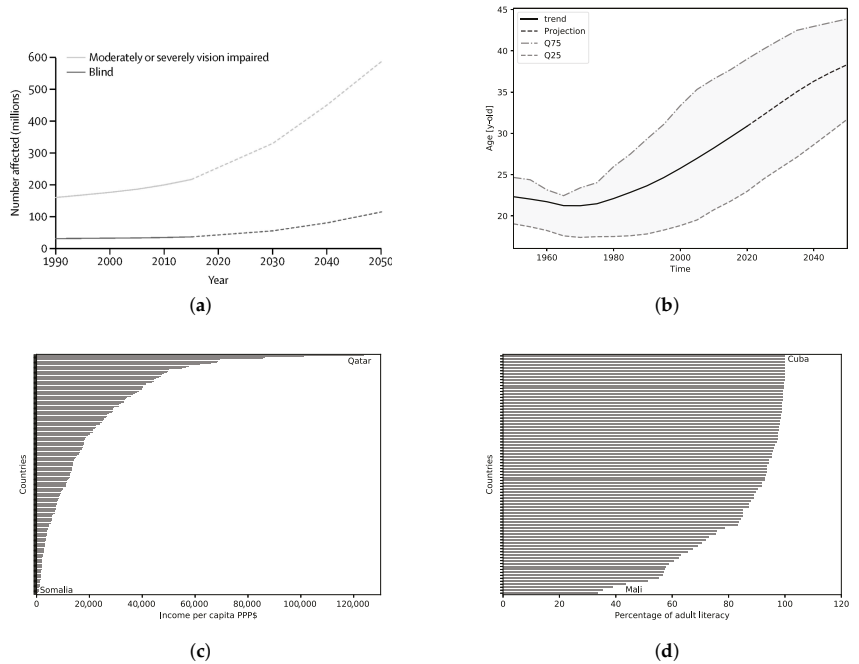 Moderately or severely vision impaired
Blind
Number affected (millions)
600
500
400
300
200
100
0
1990 2000 2010 2020 2030 2040 2050
Year
(a)
trend
Projection
Q75
Q25
Age [y-old]
45
40
35
30
25
20
1960 1980 2000 2020 2040
Time
(b)
Qatar
Countries
Somalia
0 20,000 40,000 60,000 80,000 100,000 120,000
Income per capita PPP$
(c)
Cuba
Countries
Mali
0 20 40 60 80 100 120
Percentage of adult literacy
(d)